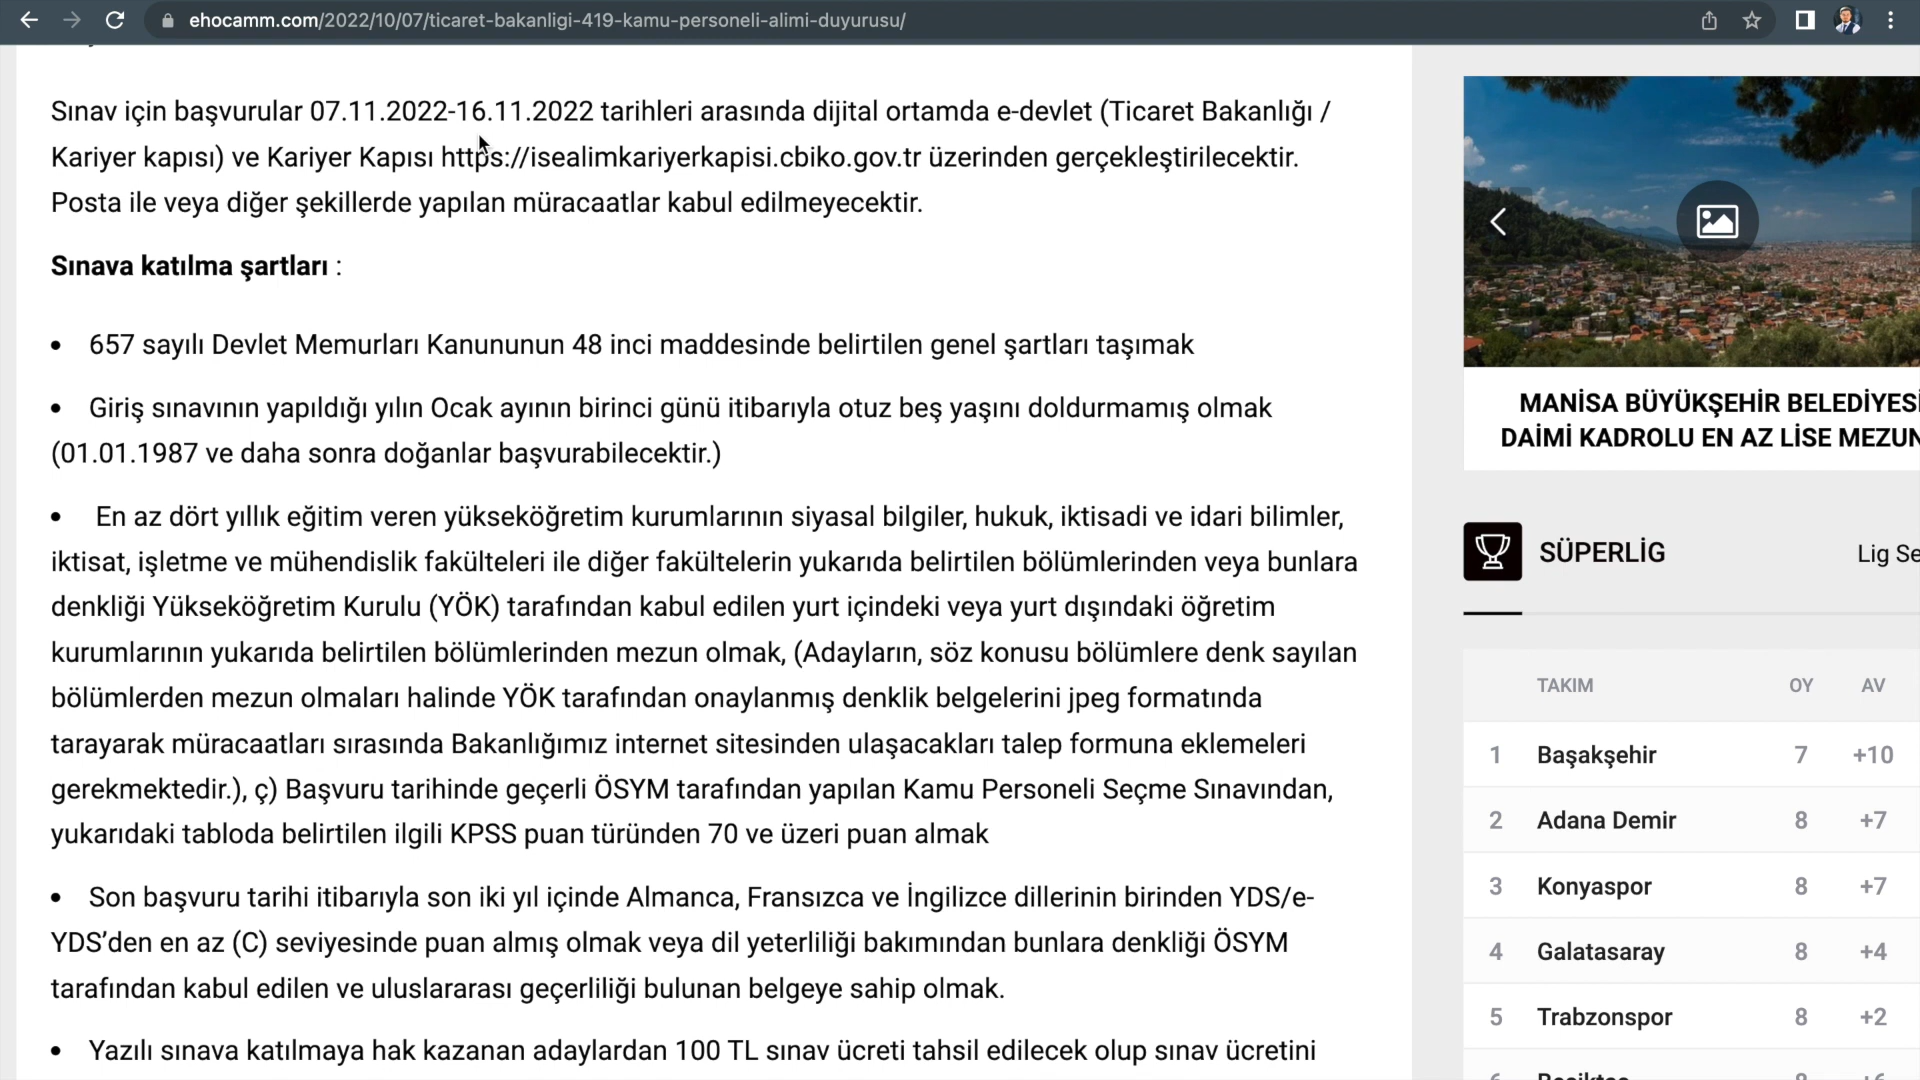 ehocamm.com/2022/10/07/ticaret-bakanligi-419-kamu-personeli-alimi-duyurusu/
Sınav için başvurular 07.11.2022-16.11.2022 tarihleri arasında dijital ortamda e-devlet (Ticaret Bakanlığı /
Kariyer kapısı) ve Kariyer Kapısı https://isealimkariyerkapisi.cbiko.gov.tr üzerinden gerçekleştirilecektir.
Posta ile veya diğer şekillerde yapılan müracaatlar kabul edilmeyecektir.
Sınava katılma şartları :
• 657 sayılı Devlet Memurları Kanununun 48 inci maddesinde belirtilen genel şartları taşımak
• Giriş sınavının yapıldığı yılın Ocak ayının birinci günü itibarıyla otuz beş yaşını doldurmamış olmak
(01.01.1987 ve daha sonra doğanlar başvurabilecektir.)
• En az dört yıllık eğitim veren yükseköğretim kurumlarının siyasal bilgiler, hukuk, iktisadi ve idari bilimler,
iktisat, işletme ve mühendislik fakülteleri ile diğer fakültelerin yukarıda belirtilen bölümlerinden veya bunlara
denkliği Yükseköğretim Kurulu (YÖK) tarafından kabul edilen yurt içindeki veya yurt dışındaki öğretim
kurumlarının yukarıda belirtilen bölümlerinden mezun olmak, (Adayların, söz konusu bölümlere denk sayılan
bölümlerden mezun olmaları halinde YÖK tarafından onaylanmış denklik belgelerini jpeg formatında
tarayarak müracaatları sırasında Bakanlığımız internet sitesinden ulaşacakları talep formuna eklemeleri
gerekmektedir.), ç) Başvuru tarihinde geçerli ÖSYM tarafından yapılan Kamu Personeli Seçme Sınavından,
yukarıdaki tabloda belirtilen ilgili KPSS puan türünden 70 ve üzeri puan almak
• Son başvuru tarihi itibarıyla son iki yıl içinde Almanca, Fransızca ve İngilizce dillerinin birinden YDS/e-
YDS’den en az (C) seviyesinde puan almış olmak veya dil yeterliliği bakımından bunlara denkliği ÖSYM
tarafından kabul edilen ve uluslararası geçerliliği bulunan belgeye sahip olmak.
• Yazılı sınava katılmaya hak kazanan adaylardan 100 TL sınav ücreti tahsil edilecek olup sınav ücretini
MANİSA BÜYÜKŞEHİR BELEDİYESİ
DAİMİ KADROLU EN AZ LİSE MEZUN
SÜPERLİG Lig Se
TAKIM OY AV
1 Başakşehir 7 +10
2 Adana Demir 8 +7
3 Konyaspor 8 +7
4 Galatasaray 8 +4
5 Trabzonspor 8 +2